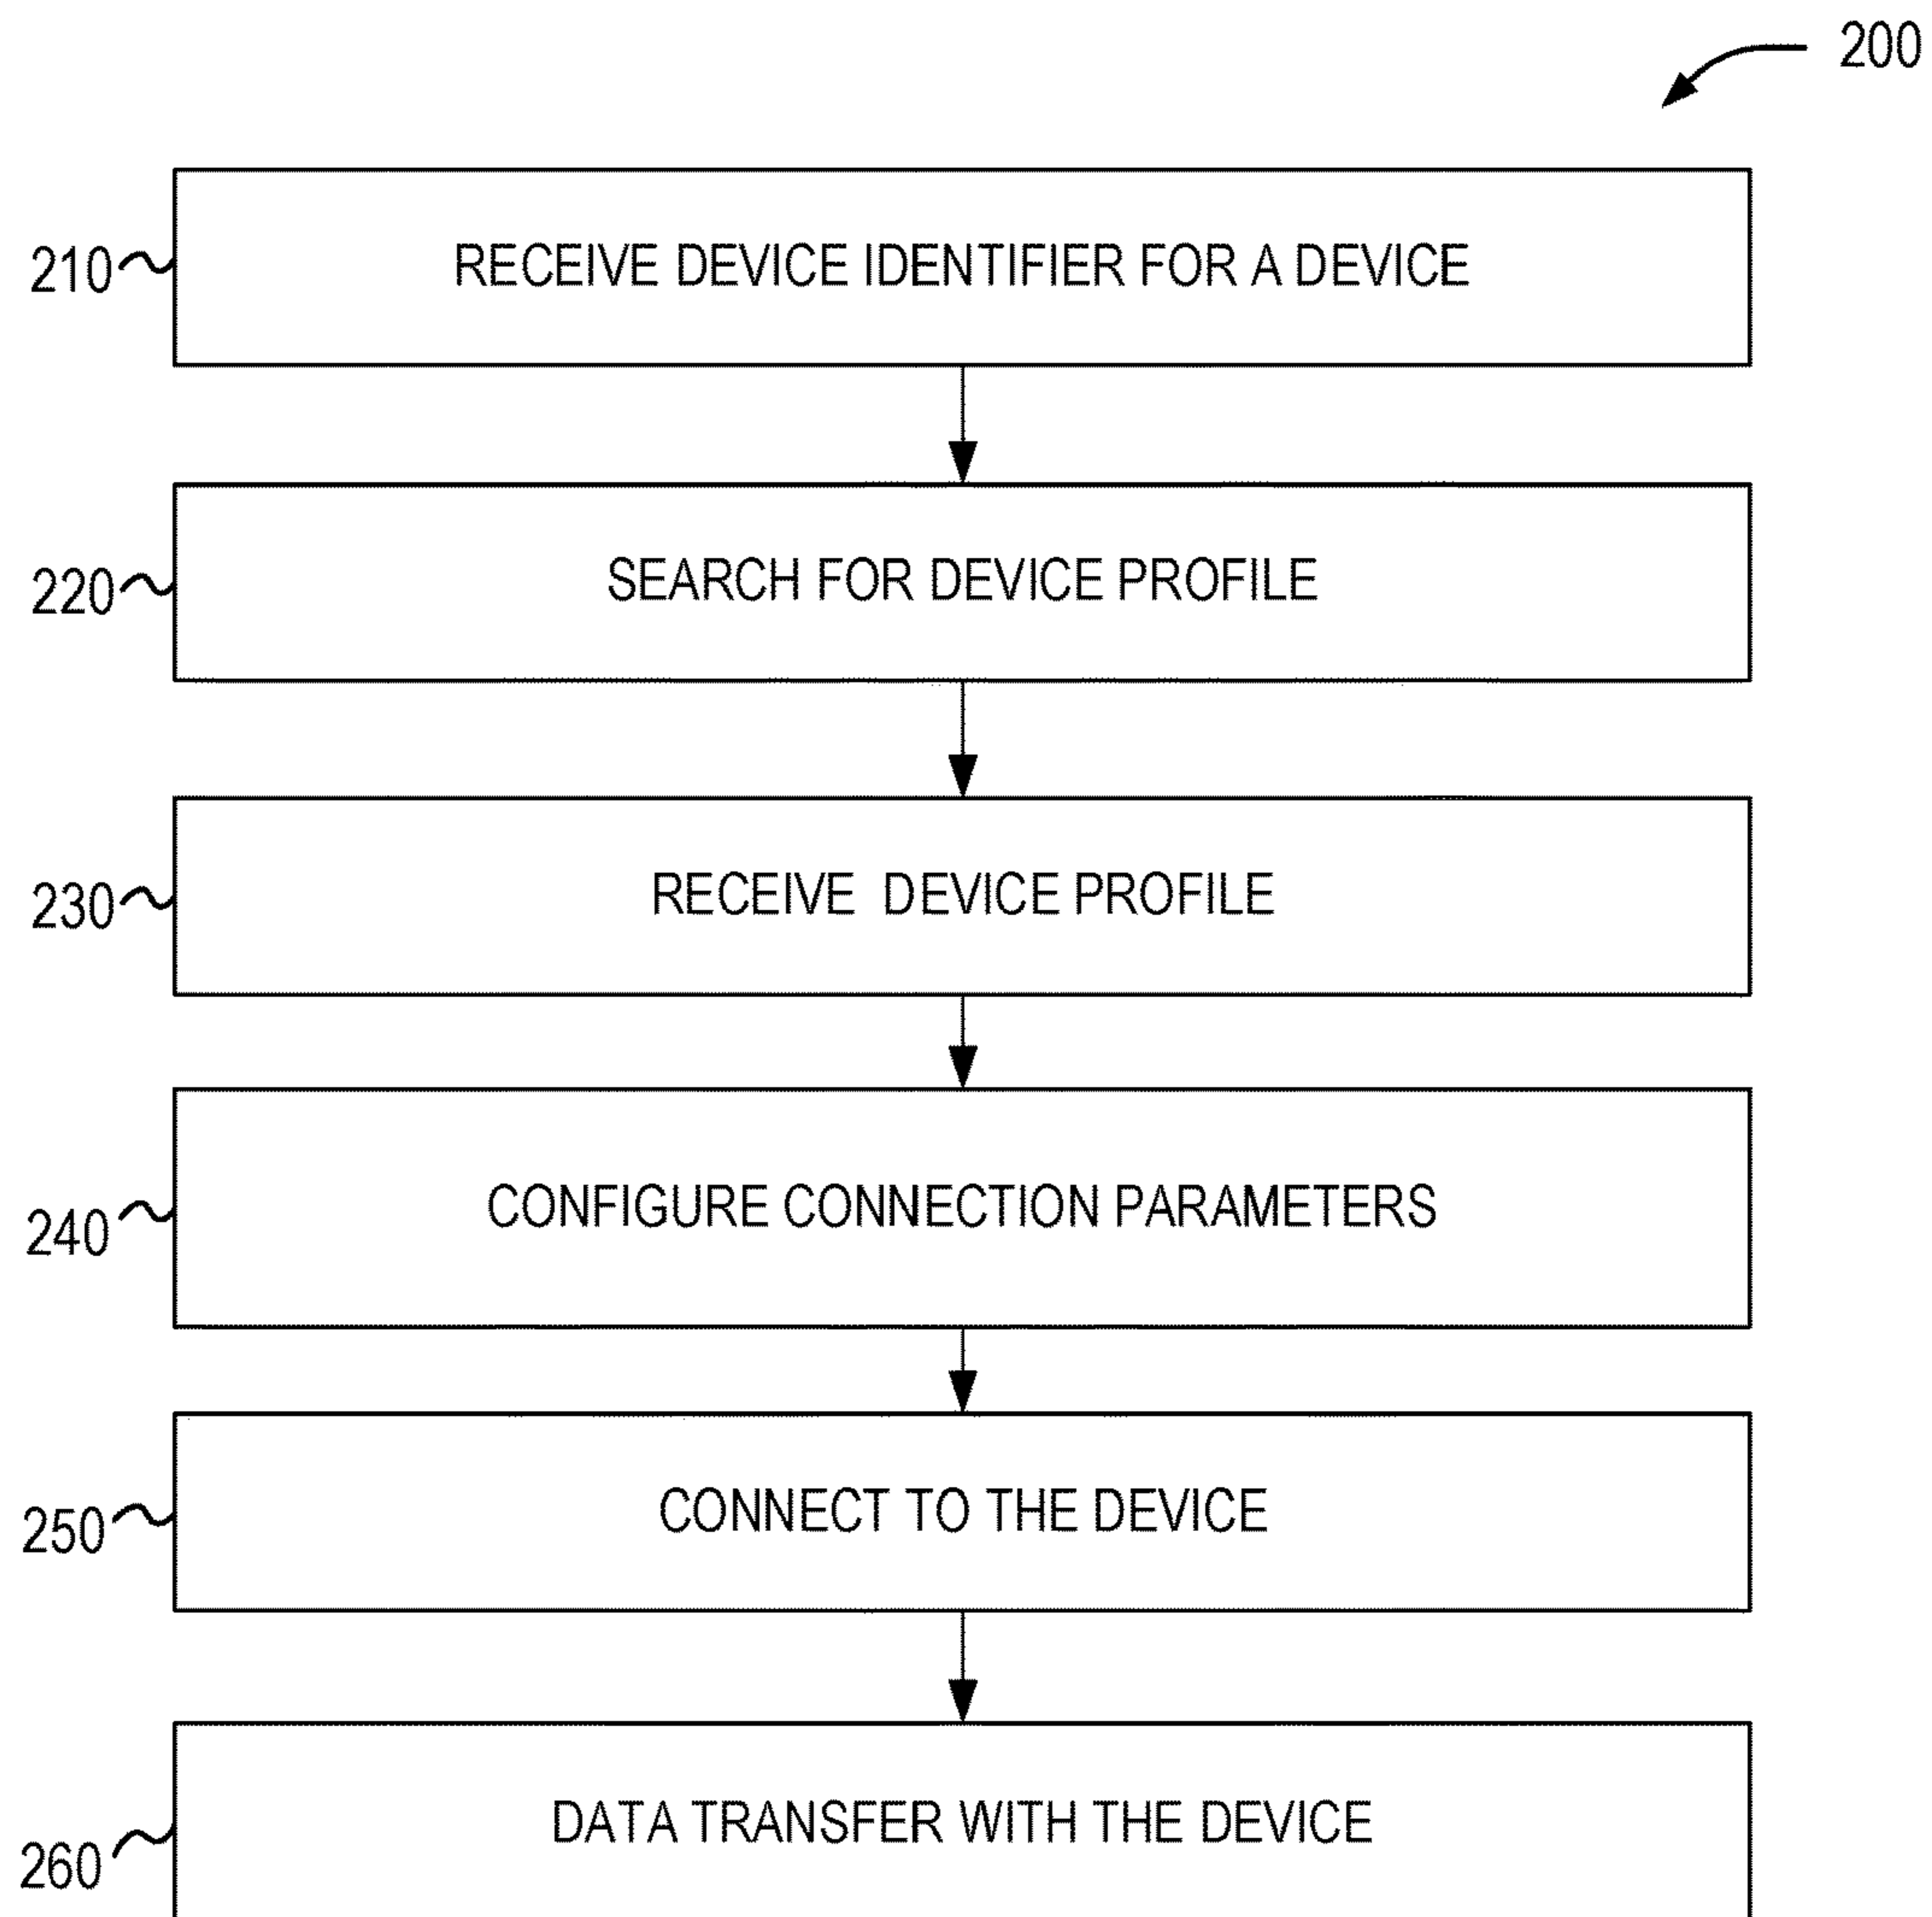 200
210 RECEIVE DEVICE IDENTIFIER FOR A DEVICE
220 SEARCH FOR DEVICE PROFILE
230 RECEIVE DEVICE PROFILE
240 CONFIGURE CONNECTION PARAMETERS
250 CONNECT TO THE DEVICE
260 DATA TRANSFER WITH THE DEVICE